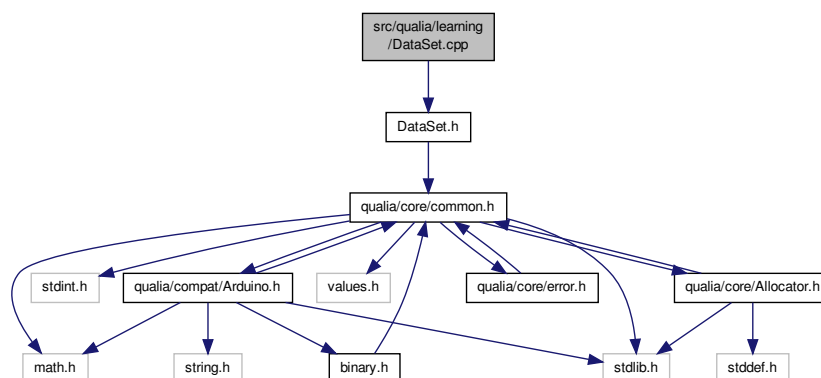 src/qualia/learning
/DataSet.cpp
DataSet.h
qualia/core/common.h
stdint.h
qualia/compat/Arduino.h
values.h
qualia/core/error.h
qualia/core/Allocator.h
math.h
string.h
binary.h
stdlib.h
stddef.h